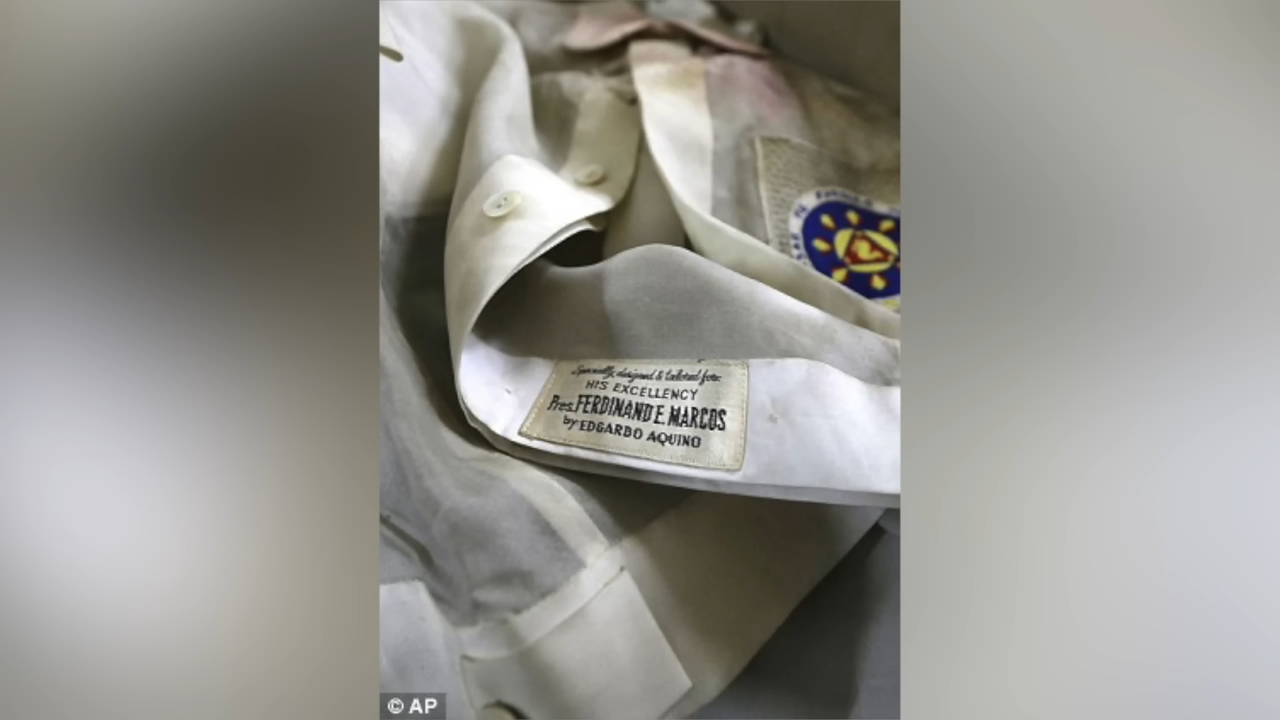 Specially designed & tailored for:
HIS EXCELLENCY
Pres. FERDINAND E. MARCOS
by EDGARDO AQUINO
© AP